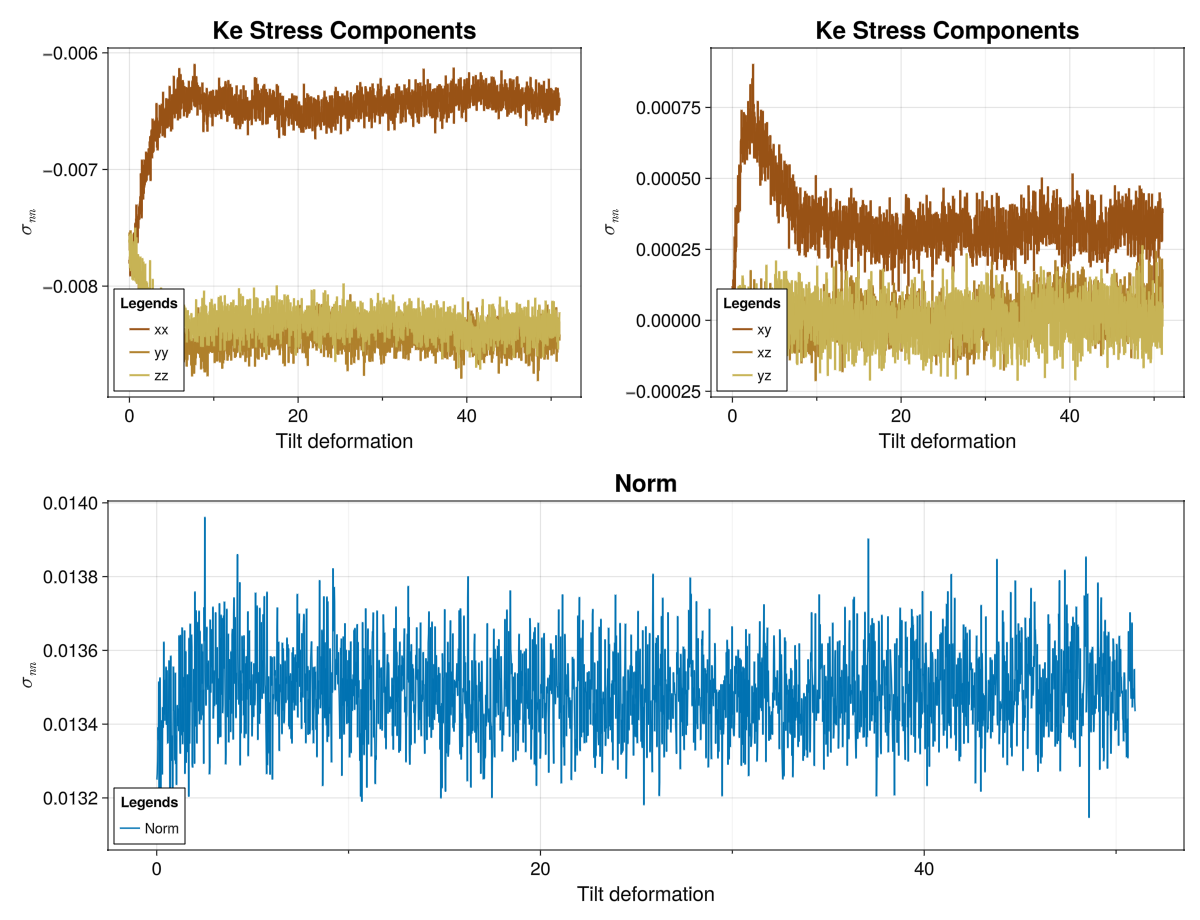 Ke Stress Components
−0.006
−0.007
−0.008
σnn
Legends
xx
yy
zz
0
20
40
Tilt deformation
Ke Stress Components
0.00075
0.00050
0.00025
0.00000
−0.00025
σnn
Legends
xy
xz
yz
0
20
40
Tilt deformation
Norm
0.0140
0.0138
0.0136
0.0134
0.0132
σnn
Legends
Norm
0
20
40
Tilt deformation